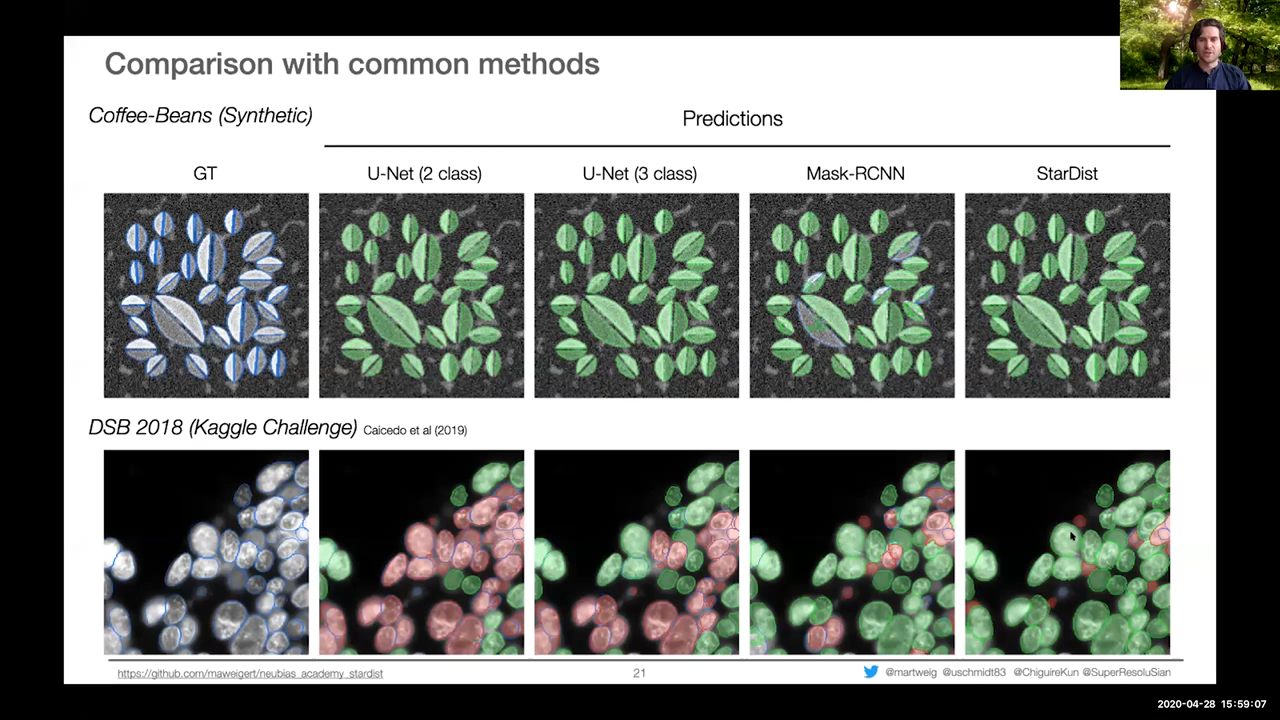 Comparison with common methods
Coffee-Beans (Synthetic)
Predictions
GT
U-Net (2 class)
U-Net (3 class)
Mask-RCNN
StarDist
DSB 2018 (Kaggle Challenge) Caicedo et al (2019)
https://github.com/maweigert/neubias_academy_stardist
21
@martweig @uschmidt83 @ChiguireKun @SuperResoluSian
2020-04-28 15:59:07